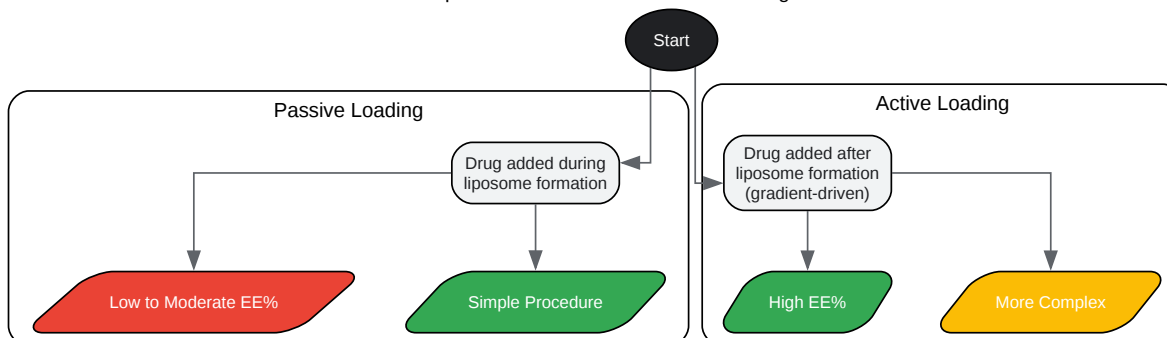 Start
Passive Loading
Active Loading
Drug added during
liposome formation
Drug added after
liposome formation
(gradient-driven)
Low to Moderate EE%
Simple Procedure
High EE%
More Complex